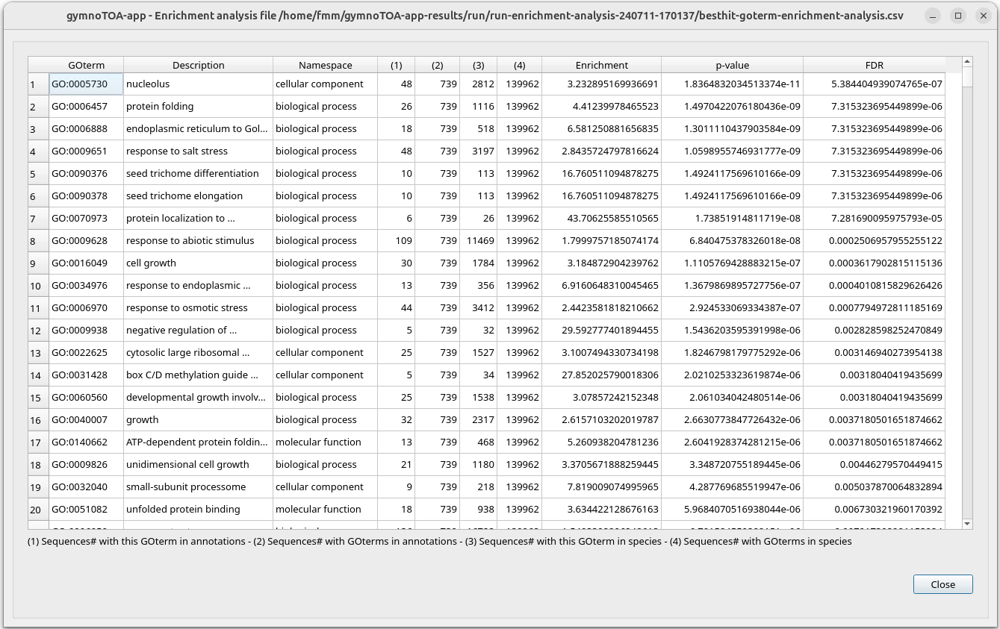 gymnoTOA-app - Enrichment analysis file /home/fmm/gymnoTOA-app-results/run/run-enrichment-analysis-240711-170137/besthit-goterm-enrichment-analysis.csv
GOterm Description Namespace (1) (2) (3) (4) Enrichment p-value FDR
1 GO:0005730 nucleolus cellular component 48 739 2812 139962 3.232895169936691 1.8364832034513374e-11 5.384404939074765e-07
2 GO:0006457 protein folding biological process 26 739 1116 139962 4.41239978465523 1.4970422076180436e-09 7.315323695449899e-06
3 GO:0006888 endoplasmic reticulum to Gol... biological process 18 739 518 139962 6.581250881656835 1.3011110437903584e-09 7.315323695449899e-06
4 GO:0009651 response to salt stress biological process 48 739 3197 139962 2.8435724797816624 1.0598955746931777e-09 7.315323695449899e-06
5 GO:0090376 seed trichome differentiation biological process 10 739 113 139962 16.760511094878275 1.4924117569610166e-09 7.315323695449899e-06
6 GO:0090378 seed trichome elongation biological process 10 739 113 139962 16.760511094878275 1.4924117569610166e-09 7.315323695449899e-06
7 GO:0070973 protein localization to ... biological process 6 739 26 139962 43.70625585510565 1.73851914811719e-08 7.281690095975793e-05
8 GO:0009628 response to abiotic stimulus biological process 109 739 11469 139962 1.7999757185074174 6.840475378326018e-08 0.0002506957955255122
9 GO:0016049 cell growth biological process 30 739 1784 139962 3.184872904239762 1.1105769428883215e-07 0.0003617902815115136
10 GO:0034976 response to endoplasmic ... biological process 13 739 356 139962 6.9160648310045465 1.3679869895727756e-07 0.0004010815829626426
11 GO:0006970 response to osmotic stress biological process 44 739 3412 139962 2.4423581818210662 2.924533069334387e-07 0.0007794972811185169
12 GO:0009938 negative regulation of ... biological process 5 739 32 139962 29.592777401894455 1.5436203595391998e-06 0.002828598252470849
13 GO:0022625 cytosolic large ribosomal ... cellular component 25 739 1527 139962 3.1007494330734198 1.8246798179775292e-06 0.003146940273954138
14 GO:0031428 box C/D methylation guide ... cellular component 5 739 34 139962 27.852025790018306 2.0210253323619874e-06 0.00318040419435699
15 GO:0060560 developmental growth involv... biological process 25 739 1538 139962 3.07857242152348 2.061034042480514e-06 0.00318040419435699
16 GO:0040007 growth biological process 32 739 2317 139962 2.6157103202019787 2.6630773847726432e-06 0.0037180501651874662
17 GO:0140662 ATP-dependent protein foldin... molecular function 13 739 468 139962 5.260938204781236 2.6041928374281215e-06 0.0037180501651874662
18 GO:0009826 unidimensional cell growth biological process 21 739 1180 139962 3.3705671888259445 3.348720755189445e-06 0.00446279570449415
19 GO:0032040 small-subunit processome cellular component 9 739 218 139962 7.819009074995965 4.287769685519947e-06 0.005037870064832894
20 GO:0051082 unfolded protein binding molecular function 18 739 938 139962 3.634422128676163 5.9684070516938044e-06 0.006730321960170392
(1) Sequences# with this GOterm in annotations - (2) Sequences# with GOterms in annotations - (3) Sequences# with this GOterm in species - (4) Sequences# with GOterms in species
Close